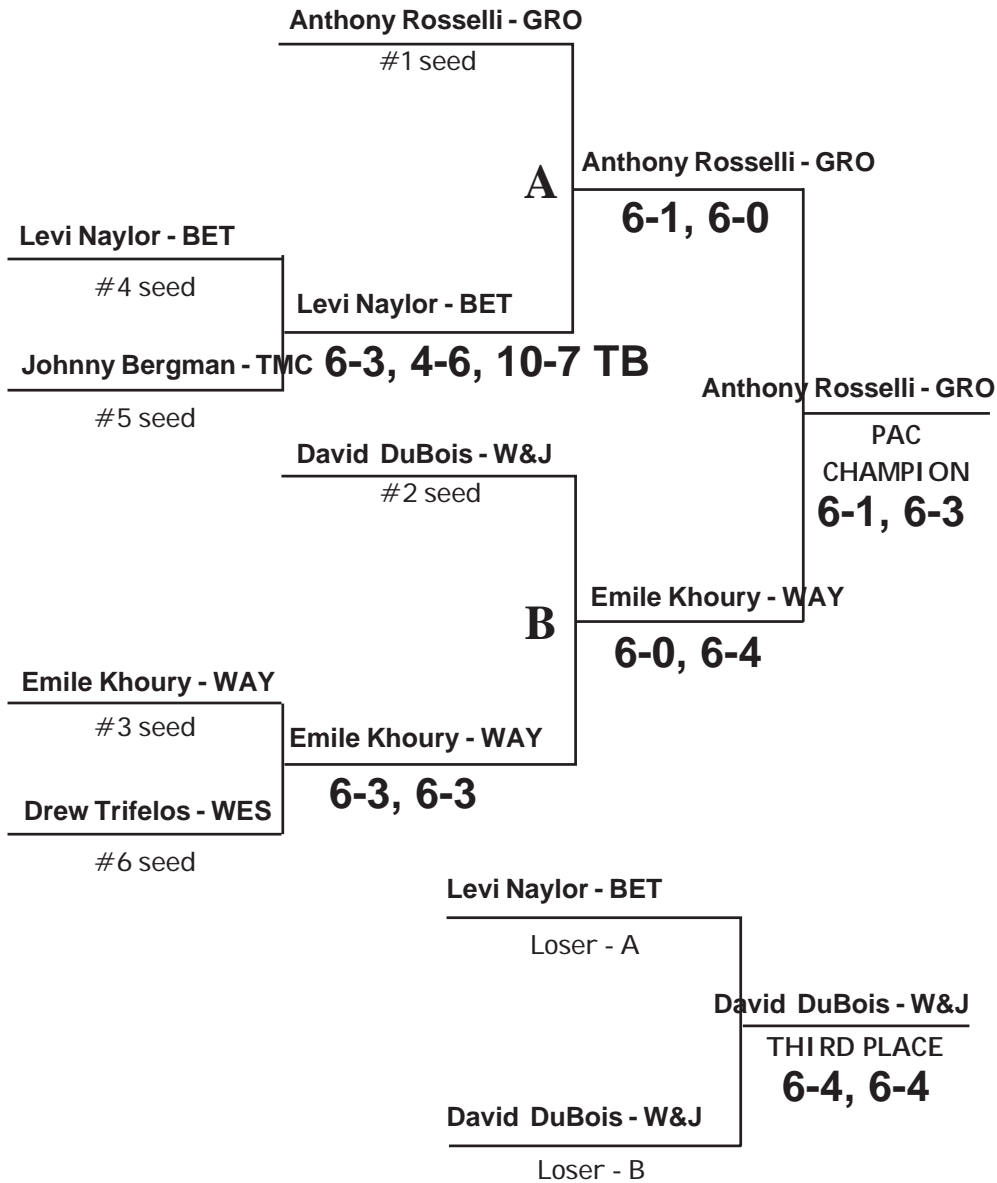 Anthony Rosselli - GRO
#1 seed
A
Anthony Rosselli - GRO
6-1, 6-0
Levi Naylor - BET
#4 seed
Levi Naylor - BET
6-3, 4-6, 10-7 TB
Johnny Bergman - TMC
#5 seed
Anthony Rosselli - GRO
PAC
CHAMPION
6-1, 6-3
David DuBois - W&J
#2 seed
B
Emile Khoury - WAY
6-0, 6-4
Emile Khoury - WAY
#3 seed
Emile Khoury - WAY
6-3, 6-3
Drew Trifelos - WES
#6 seed
Levi Naylor - BET
Loser - A
David DuBois - W&J
THIRD PLACE
6-4, 6-4
David DuBois - W&J
Loser - B